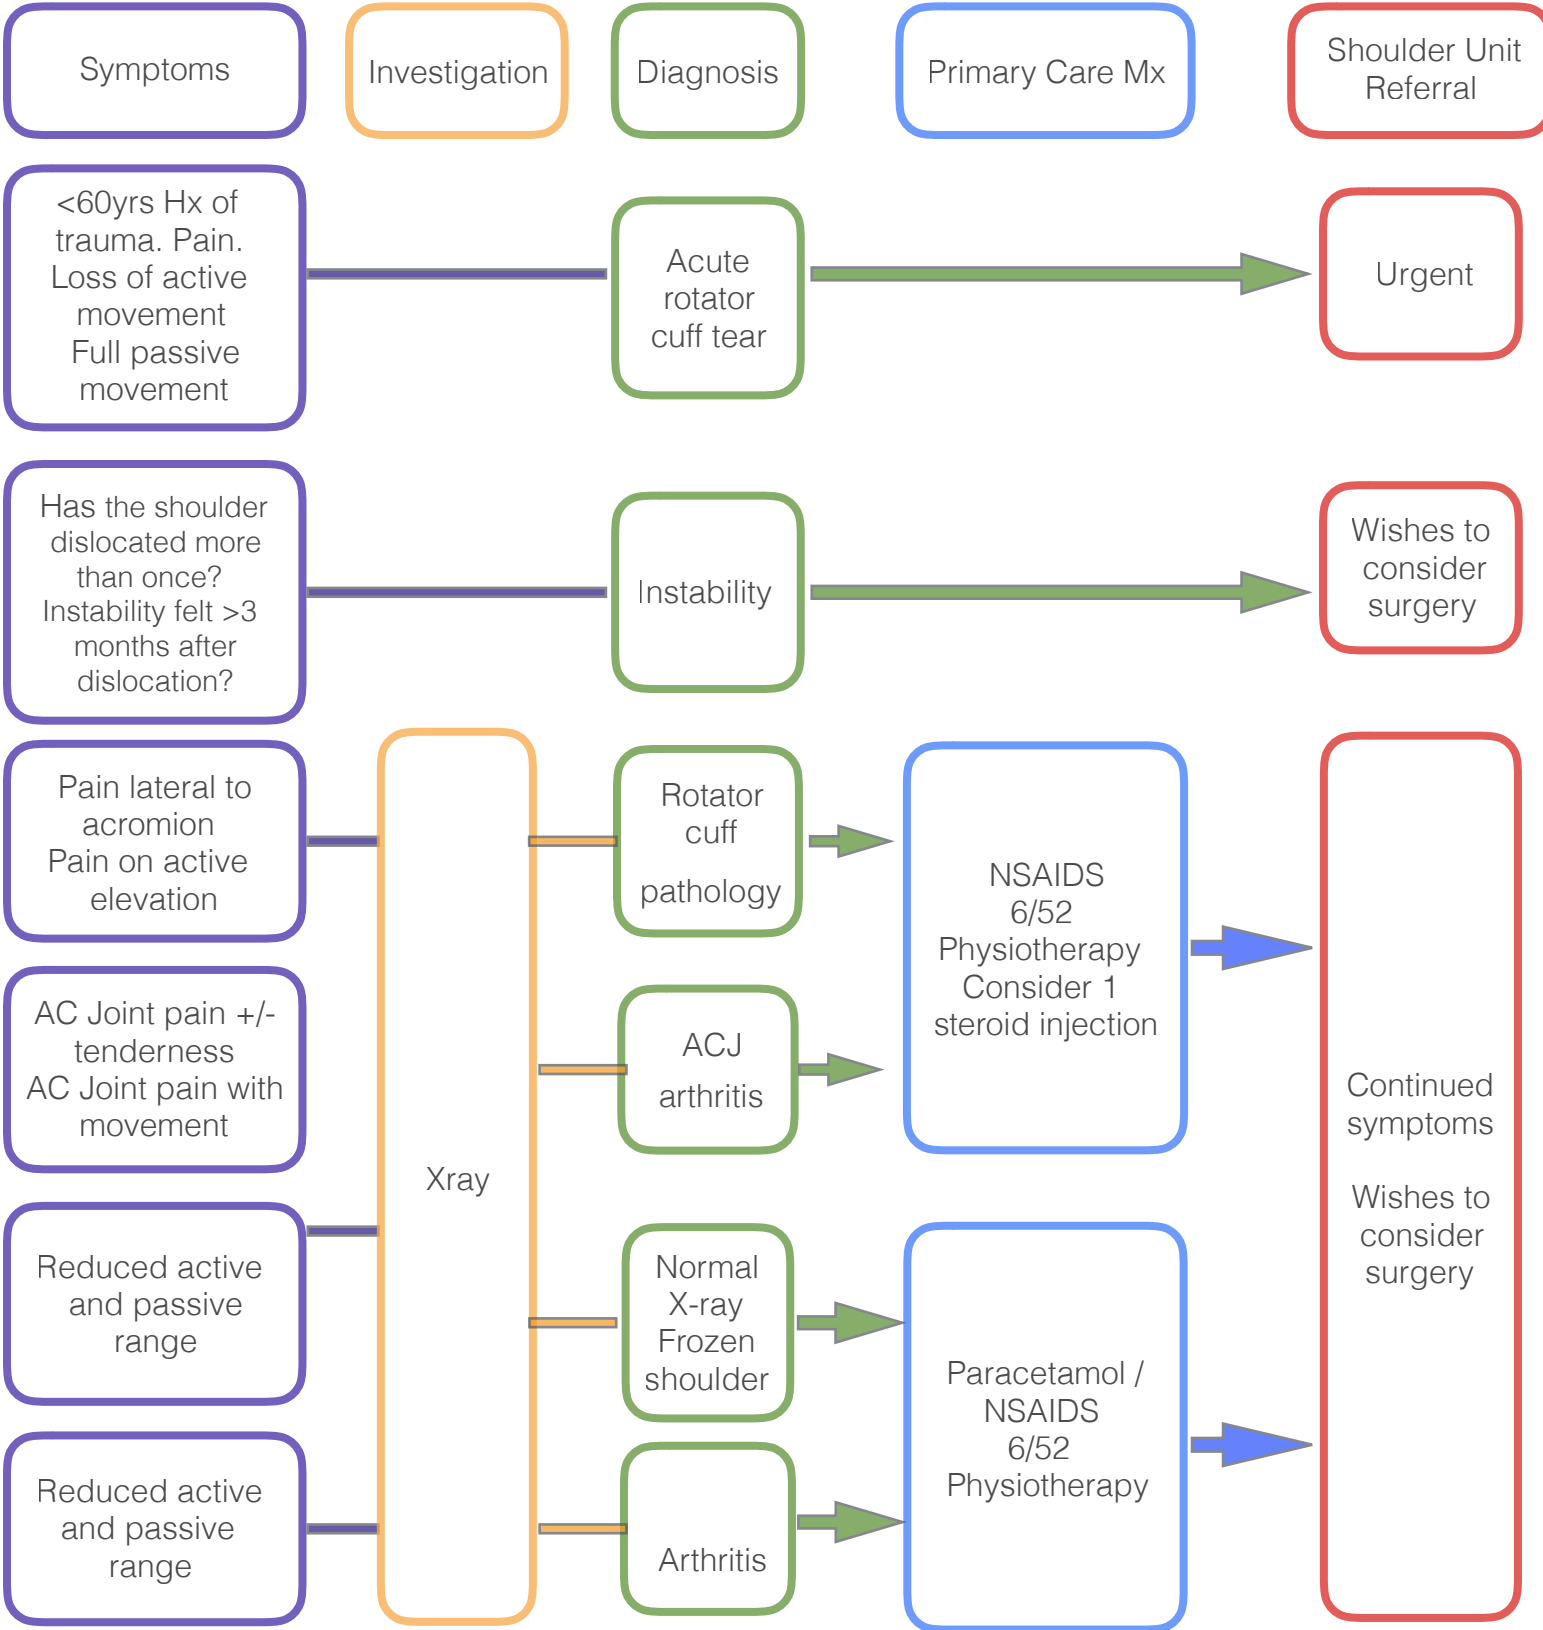 Symptoms
Investigation
Diagnosis
Primary Care Mx
Shoulder Unit
Referral
<60yrs Hx of
trauma. Pain.
Loss of active
movement
Full passive
movement
Acute
rotator
cuff tear
Urgent
Has the shoulder
dislocated more
than once?
Instability felt >3
months after
dislocation?
Instability
Wishes to
consider
surgery
Pain lateral to
acromion
Pain on active
elevation
AC Joint pain +/-
tenderness
AC Joint pain with
movement
Reduced active
and passive
range
Reduced active
and passive
range
Xray
Rotator
cuff
pathology
ACJ
arthritis
Normal
X-ray
Frozen
shoulder
Arthritis
NSAIDS
6/52
Physiotherapy
Consider 1
steroid injection
Paracetamol /
NSAIDS
6/52
Physiotherapy
Continued
symptoms
Wishes to
consider
surgery